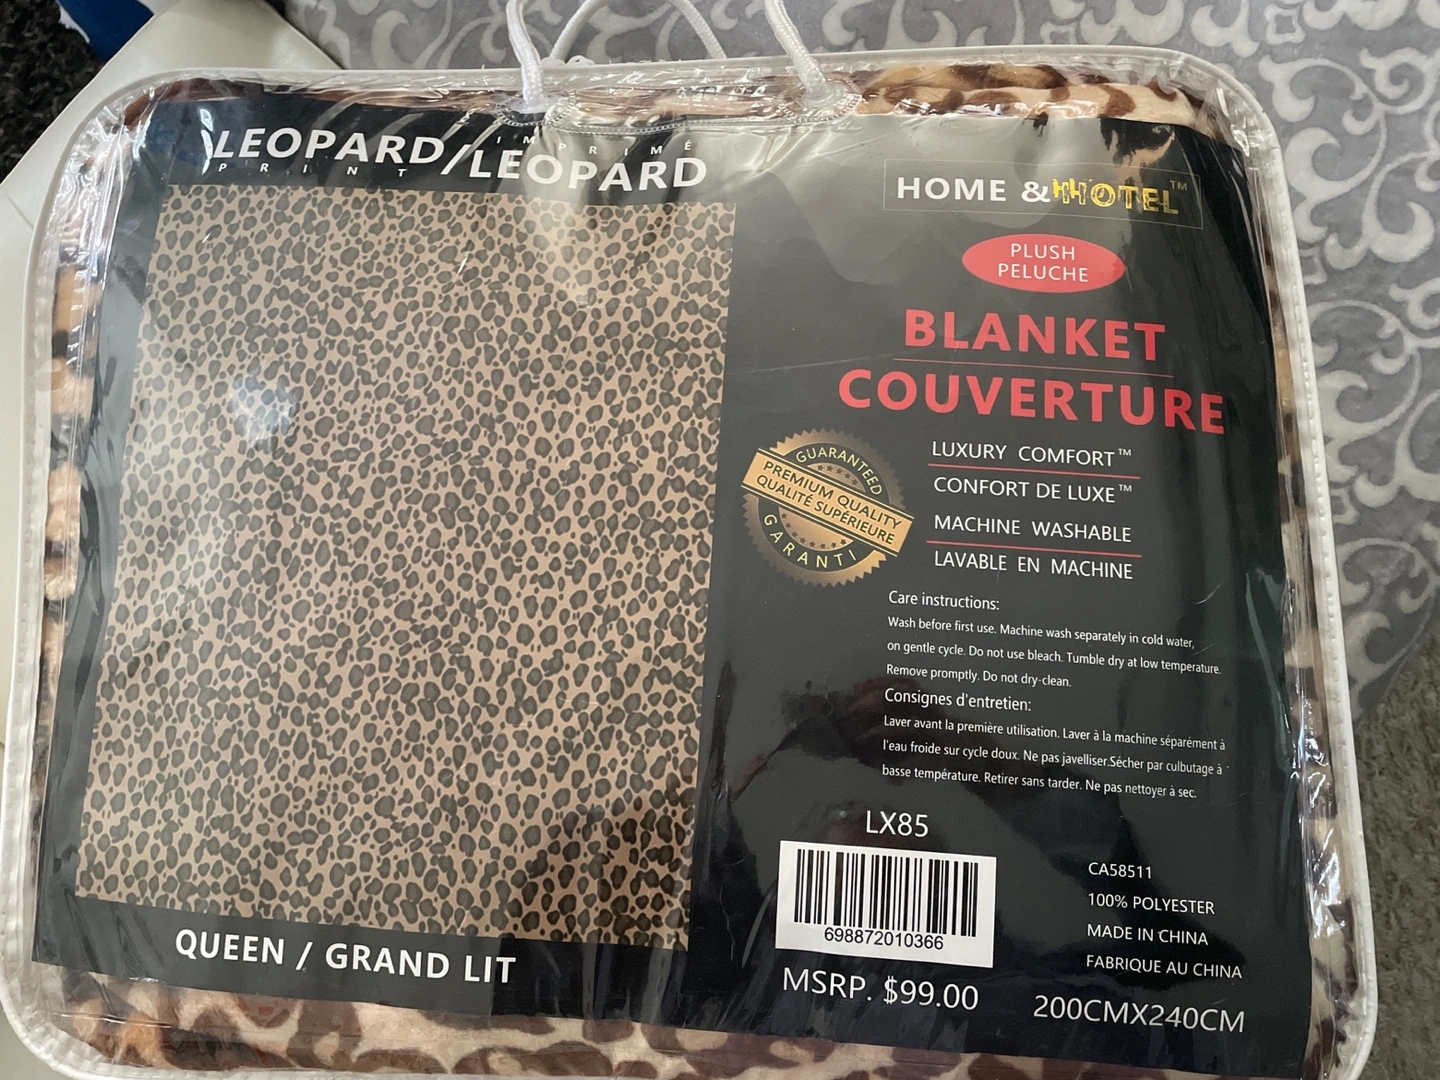 LEOPARD/LEOPARD
PRINT IMPRIMÉ
HOME & HOTEL™
PLUSH
PELUCHE
BLANKET
COUVERTURE
LUXURY COMFORT™
CONFORT DE LUXE™
MACHINE WASHABLE
LAVABLE EN MACHINE
GUARANTEED
PREMIUM QUALITY
QUALITÉ SUPÉRIEURE
GARANTI
Care instructions:
Wash before first use. Machine wash separately in cold water,
on gentle cycle. Do not use bleach. Tumble dry at low temperature.
Remove promptly. Do not dry-clean.
Consignes d'entretien:
Laver avant la première utilisation. Laver à la machine séparément à
l'eau froide sur cycle doux. Ne pas javelliser.Sécher par culbutage à
basse température. Retirer sans tarder. Ne pas nettoyer à sec.
LX85
698872010366
MSRP. $99.00
CA58511
100% POLYESTER
MADE IN CHINA
FABRIQUE AU CHINA
200CMX240CM
QUEEN / GRAND LIT